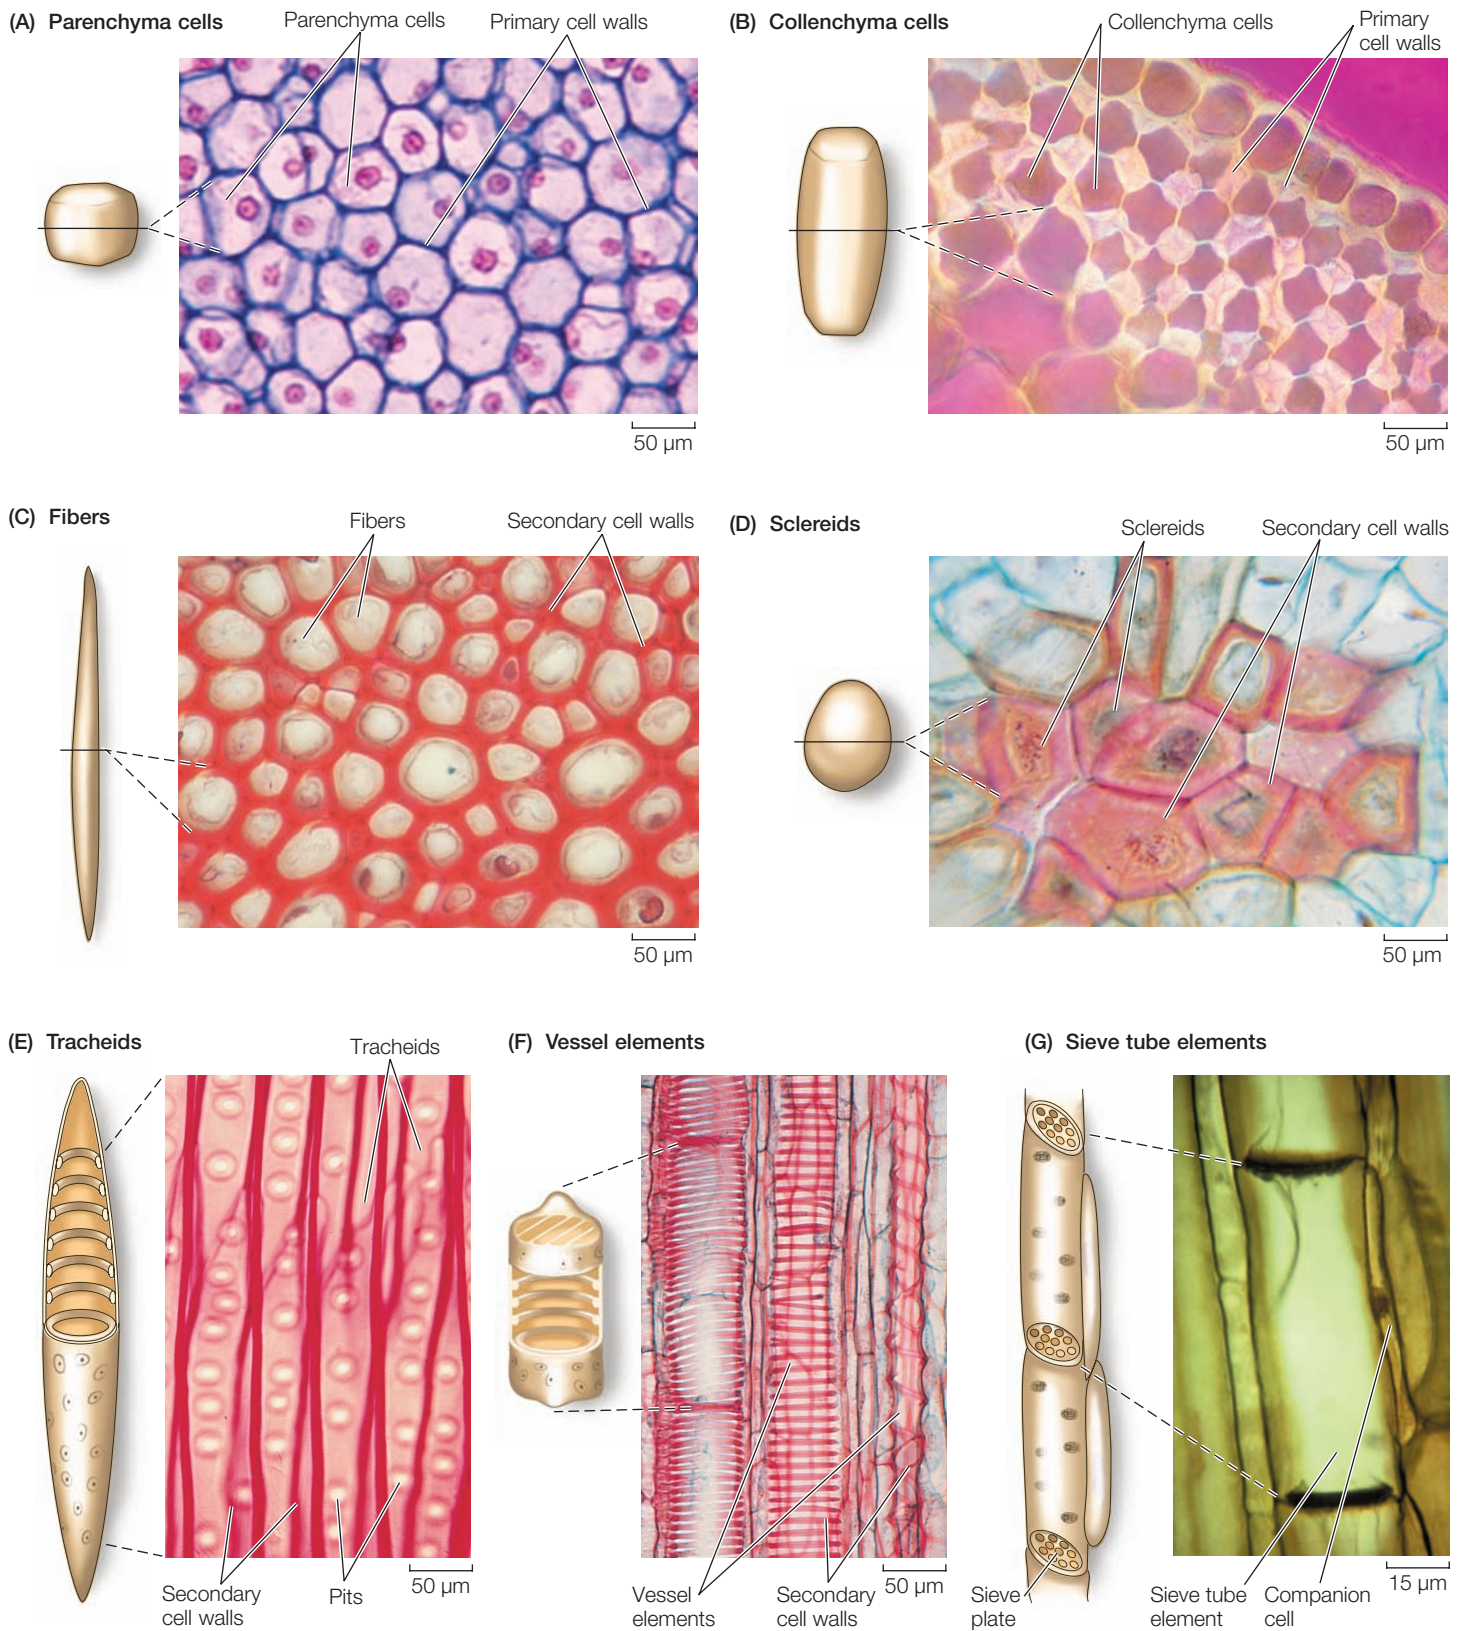 (A) Parenchyma cells
Parenchyma cells
Primary cell walls
50 µm
(B) Collenchyma cells
Collenchyma cells
Primary
cell walls
50 µm
(C) Fibers
Fibers
Secondary cell walls
50 µm
(D) Sclereids
Sclereids
Secondary cell walls
50 µm
(E) Tracheids
Tracheids
Secondary
cell walls
Pits
50 µm
(F) Vessel elements
Vessel
elements
Secondary
cell walls
50 µm
(G) Sieve tube elements
Sieve
plate
Sieve tube
element
Companion
cell
15 µm